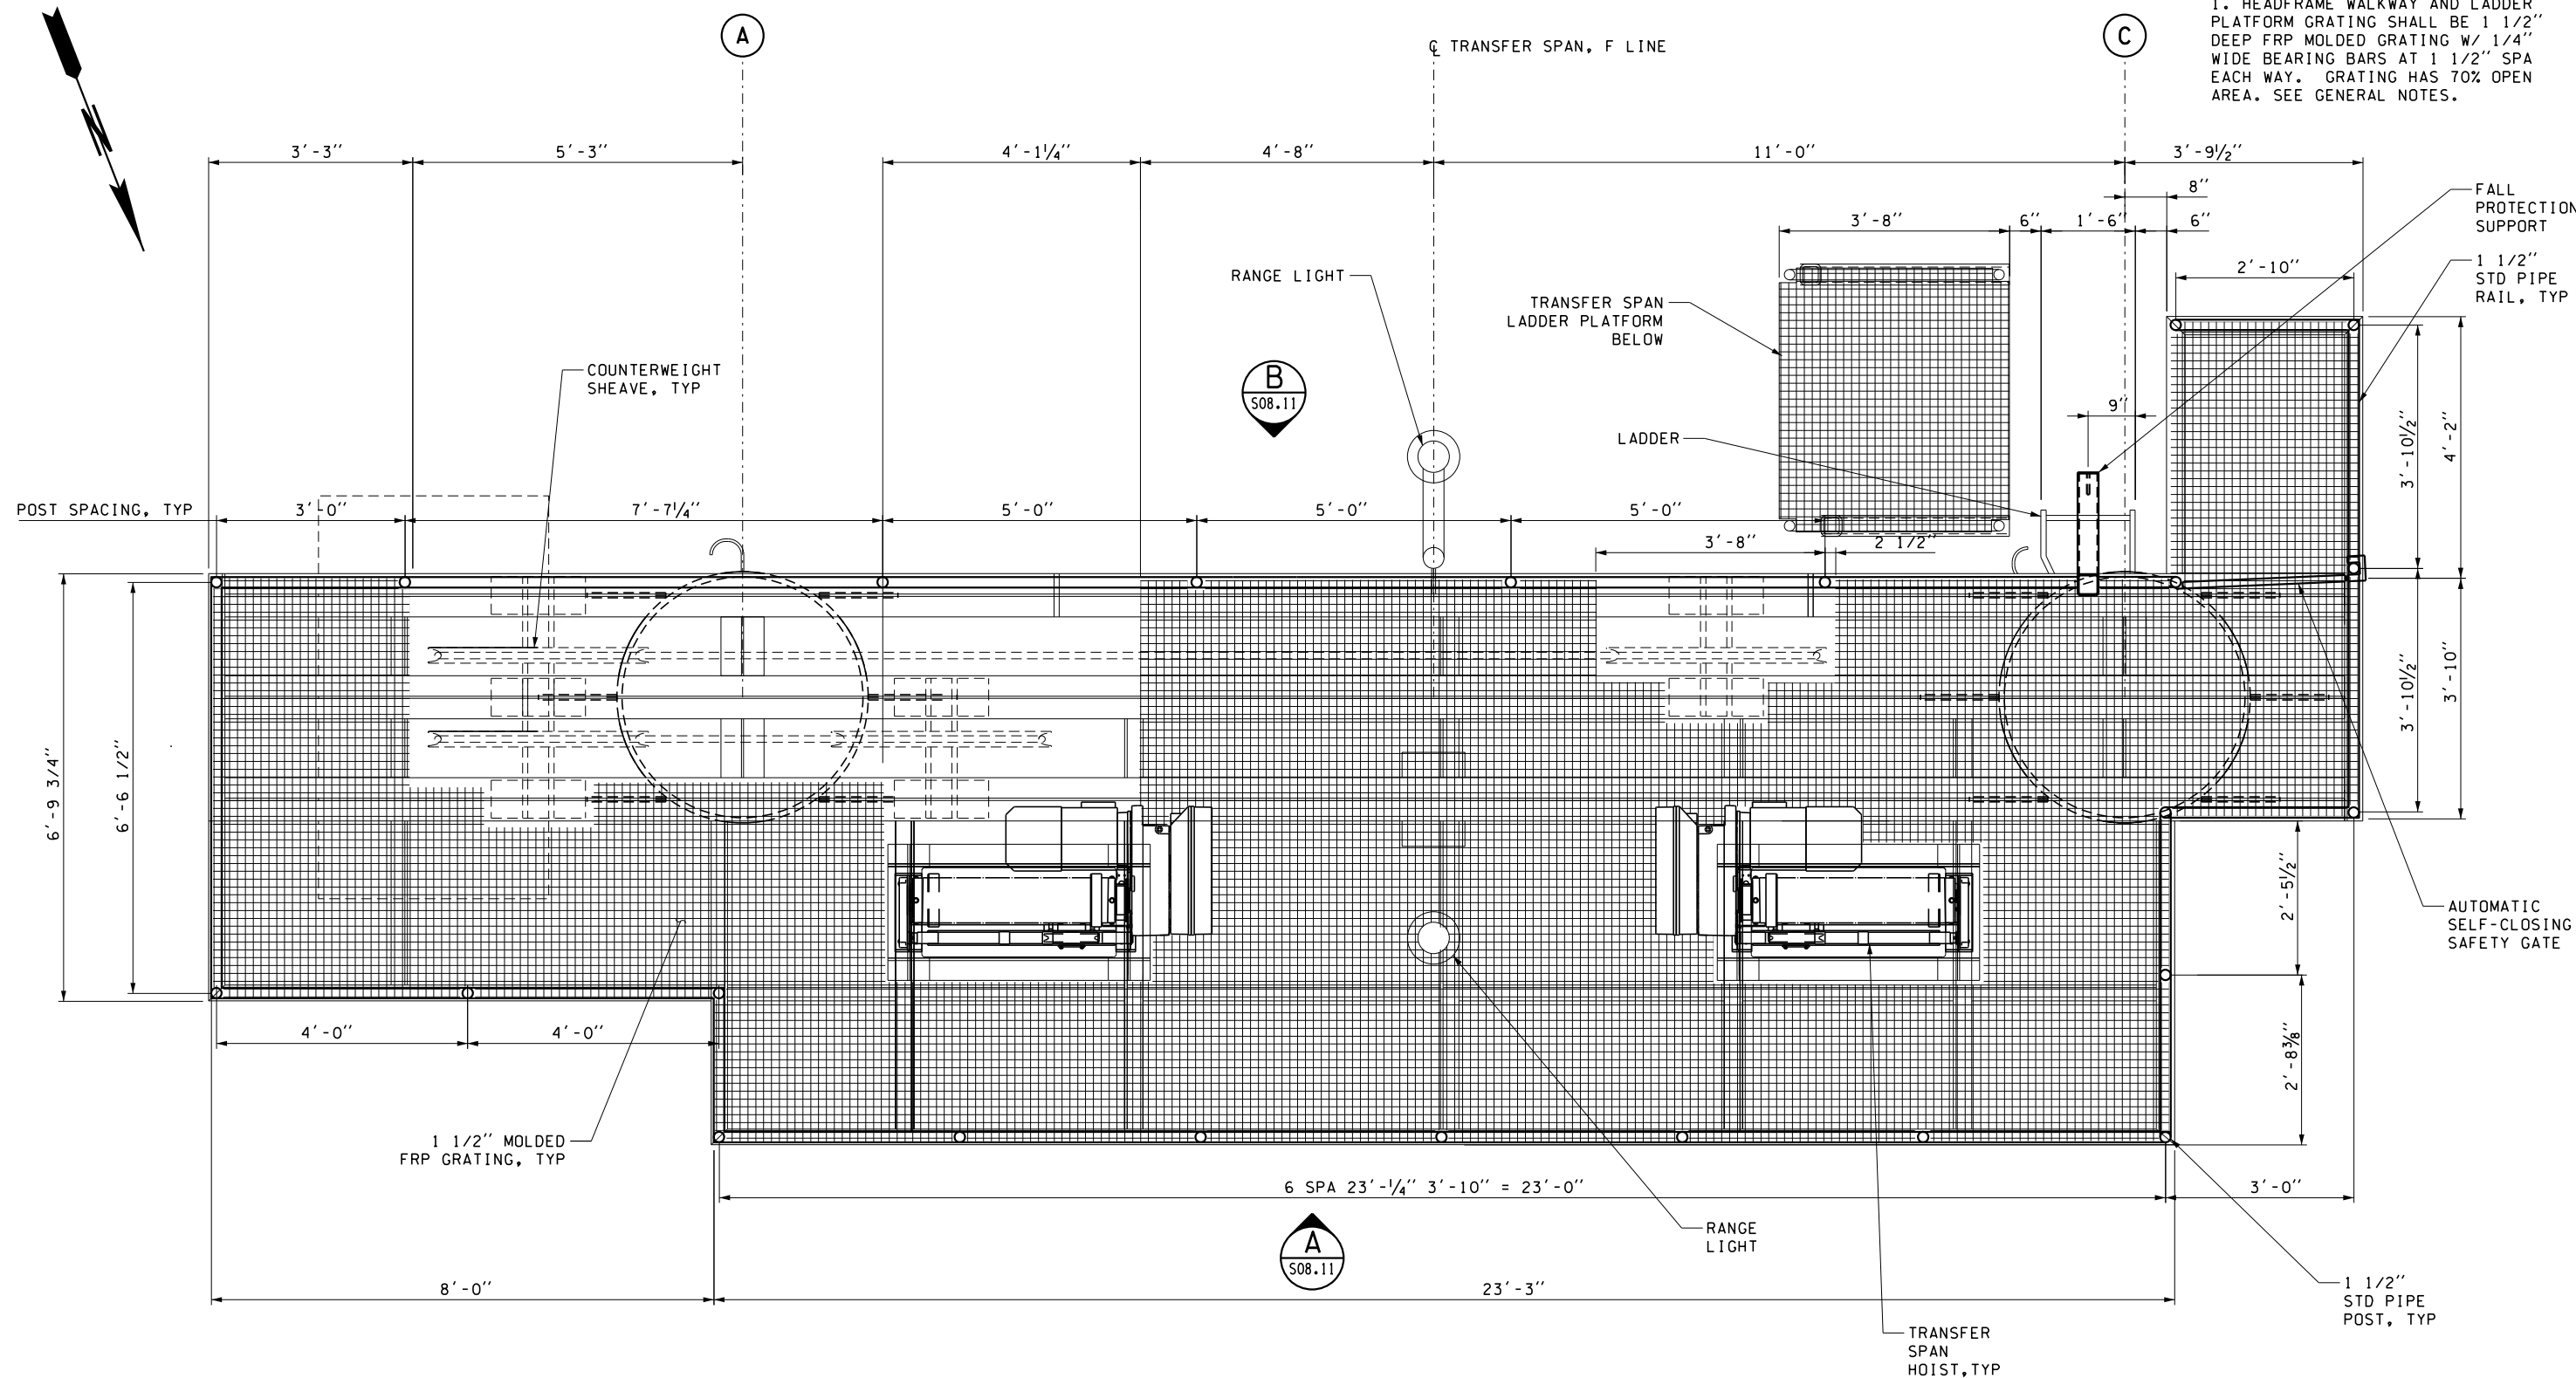 1. HEADFRAME WALKWAY AND LADDER
PLATFORM GRATING SHALL BE 1 1/2"
DEEP FRP MOLDED GRATING W/ 1/4"
WIDE BEARING BARS AT 1 1/2" SPA
EACH WAY. GRATING HAS 70% OPEN
AREA. SEE GENERAL NOTES.
N
A
℄ TRANSFER SPAN, F LINE
C
3'-3"
5'-3"
4'-1¼"
4'-8"
11'-0"
3'-9½"
8"
3'-8"
6"
1'-6"
6"
2'-10"
FALL
PROTECTION
SUPPORT
1 1/2"
STD PIPE
RAIL, TYP
RANGE LIGHT
TRANSFER SPAN
LADDER PLATFORM
BELOW
COUNTERWEIGHT
SHEAVE, TYP
B
S08.11
LADDER
9"
3'-10½"
4'-2"
POST SPACING, TYP
3'-0"
7'-7¼"
5'-0"
5'-0"
5'-0"
3'-8"
2 1/2"
6'-9 3/4"
6'-6 1/2"
3'-10½"
3'-10"
2'-5½"
AUTOMATIC
SELF-CLOSING
SAFETY GATE
4'-0"
4'-0"
2'-8⅜"
1 1/2" MOLDED
FRP GRATING, TYP
6 SPA 23'-¼" 3'-10" = 23'-0"
3'-0"
A
S08.11
RANGE
LIGHT
8'-0"
23'-3"
1 1/2"
STD PIPE
POST, TYP
TRANSFER
SPAN
HOIST,TYP